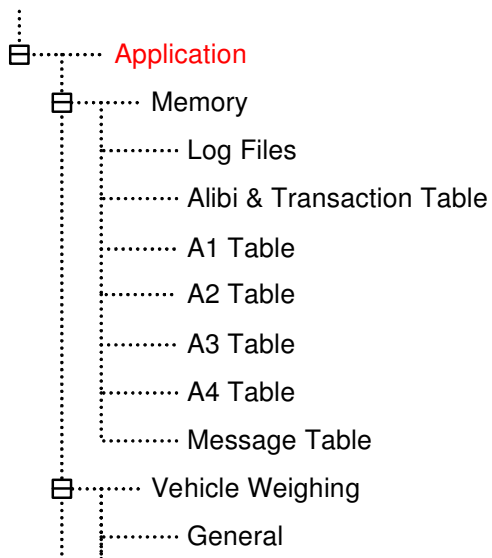 Application
Memory
Log Files
Alibi & Transaction Table
A1 Table
A2 Table
A3 Table
A4 Table
Message Table
Vehicle Weighing
General